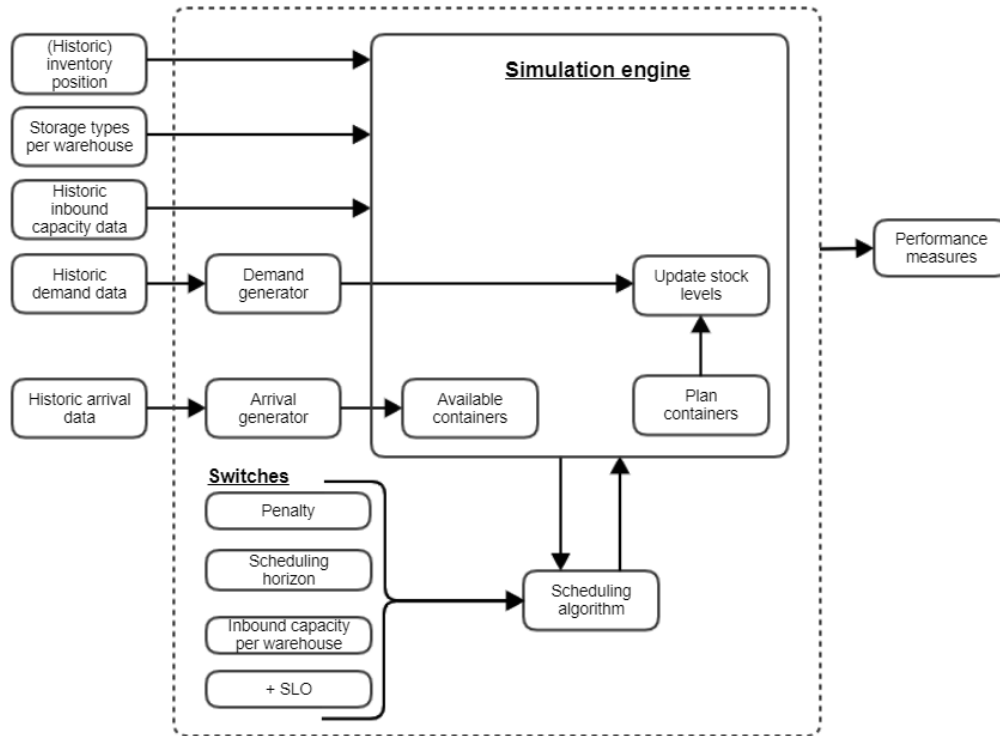 (Historic)
inventory
position
Simulation engine
Storage types
per warehouse
Historic
inbound
capacity data
Performance
measures
Historic
demand data
Demand
generator
Update stock
levels
Historic arrival
data
Arrival
generator
Available
containers
Plan
containers
Switches
Penalty
Scheduling
horizon
Inbound capacity
per warehouse
+ SLO
Scheduling
algorithm